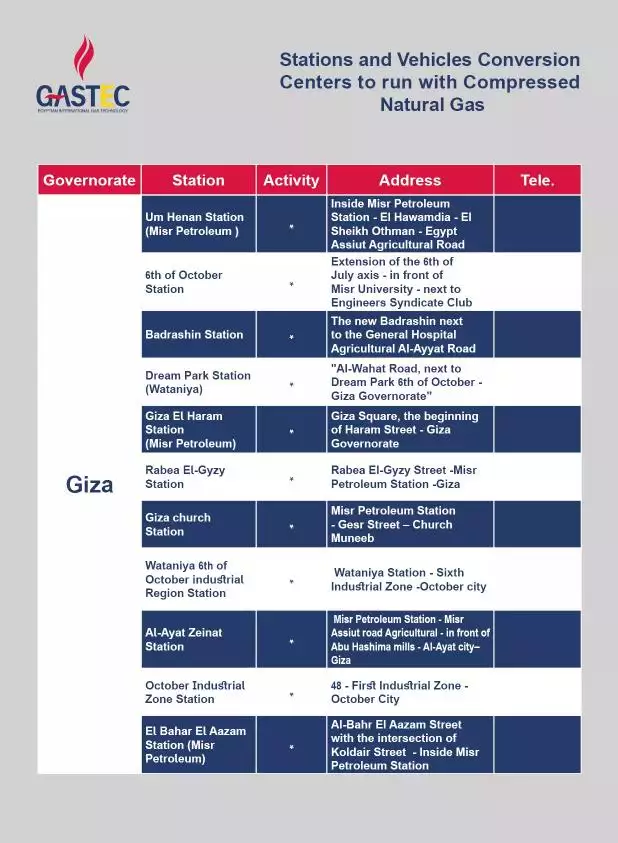 GASTEC
EGYPTIAN INTERNATIONAL GAS TECHNOLOGY
Stations and Vehicles Conversion
Centers to run with Compressed
Natural Gas
Governorate Station Activity Address Tele.
Giza
Um Henan Station
(Misr Petroleum )
*
Inside Misr Petroleum
Station - El Hawamdia - El
Sheikh Othman - Egypt
Assiut Agricultural Road
6th of October
Station
*
Extension of the 6th of
July axis - in front of
Misr University - next to
Engineers Syndicate Club
Badrashin Station
*
The new Badrashin next
to the General Hospital
Agricultural Al-Ayyat Road
Dream Park Station
(Wataniya)
*
"Al-Wahat Road, next to
Dream Park 6th of October -
Giza Governorate"
Giza El Haram
Station
(Misr Petroleum)
*
Giza Square, the beginning
of Haram Street - Giza
Governorate
Rabea El-Gyzy
Station
*
Rabea El-Gyzy Street -Misr
Petroleum Station -Giza
Giza church
Station
*
Misr Petroleum Station
- Gesr Street – Church
Muneeb
Wataniya 6th of
October industrial
Region Station
*
Wataniya Station - Sixth
Industrial Zone -October city
Al-Ayat Zeinat
Station
*
Misr Petroleum Station - Misr
Assiut road Agricultural - in front of
Abu Hashima mills - Al-Ayat city–
Giza
October Industrial
Zone Station
*
48 - First Industrial Zone -
October City
El Bahar El Aazam
Station (Misr
Petroleum)
*
Al-Bahr El Aazam Street
with the intersection of
Koldair Street - Inside Misr
Petroleum Station